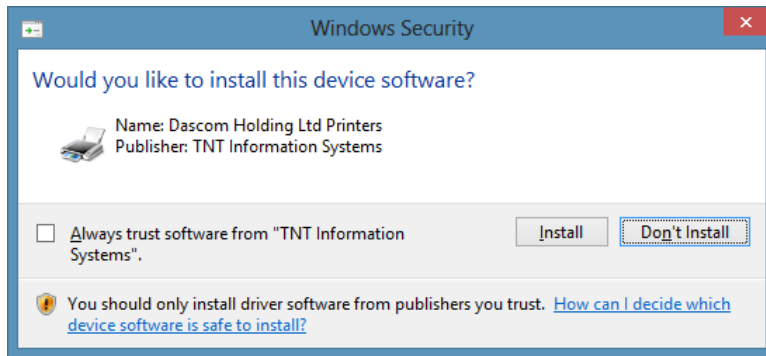 Windows Security
Would you like to install this device software?
Name: Dascom Holding Ltd Printers
Publisher: TNT Information Systems
Always trust software from "TNT Information
Systems".
Install
Don't Install
You should only install driver software from publishers you trust. How can I decide which
device software is safe to install?